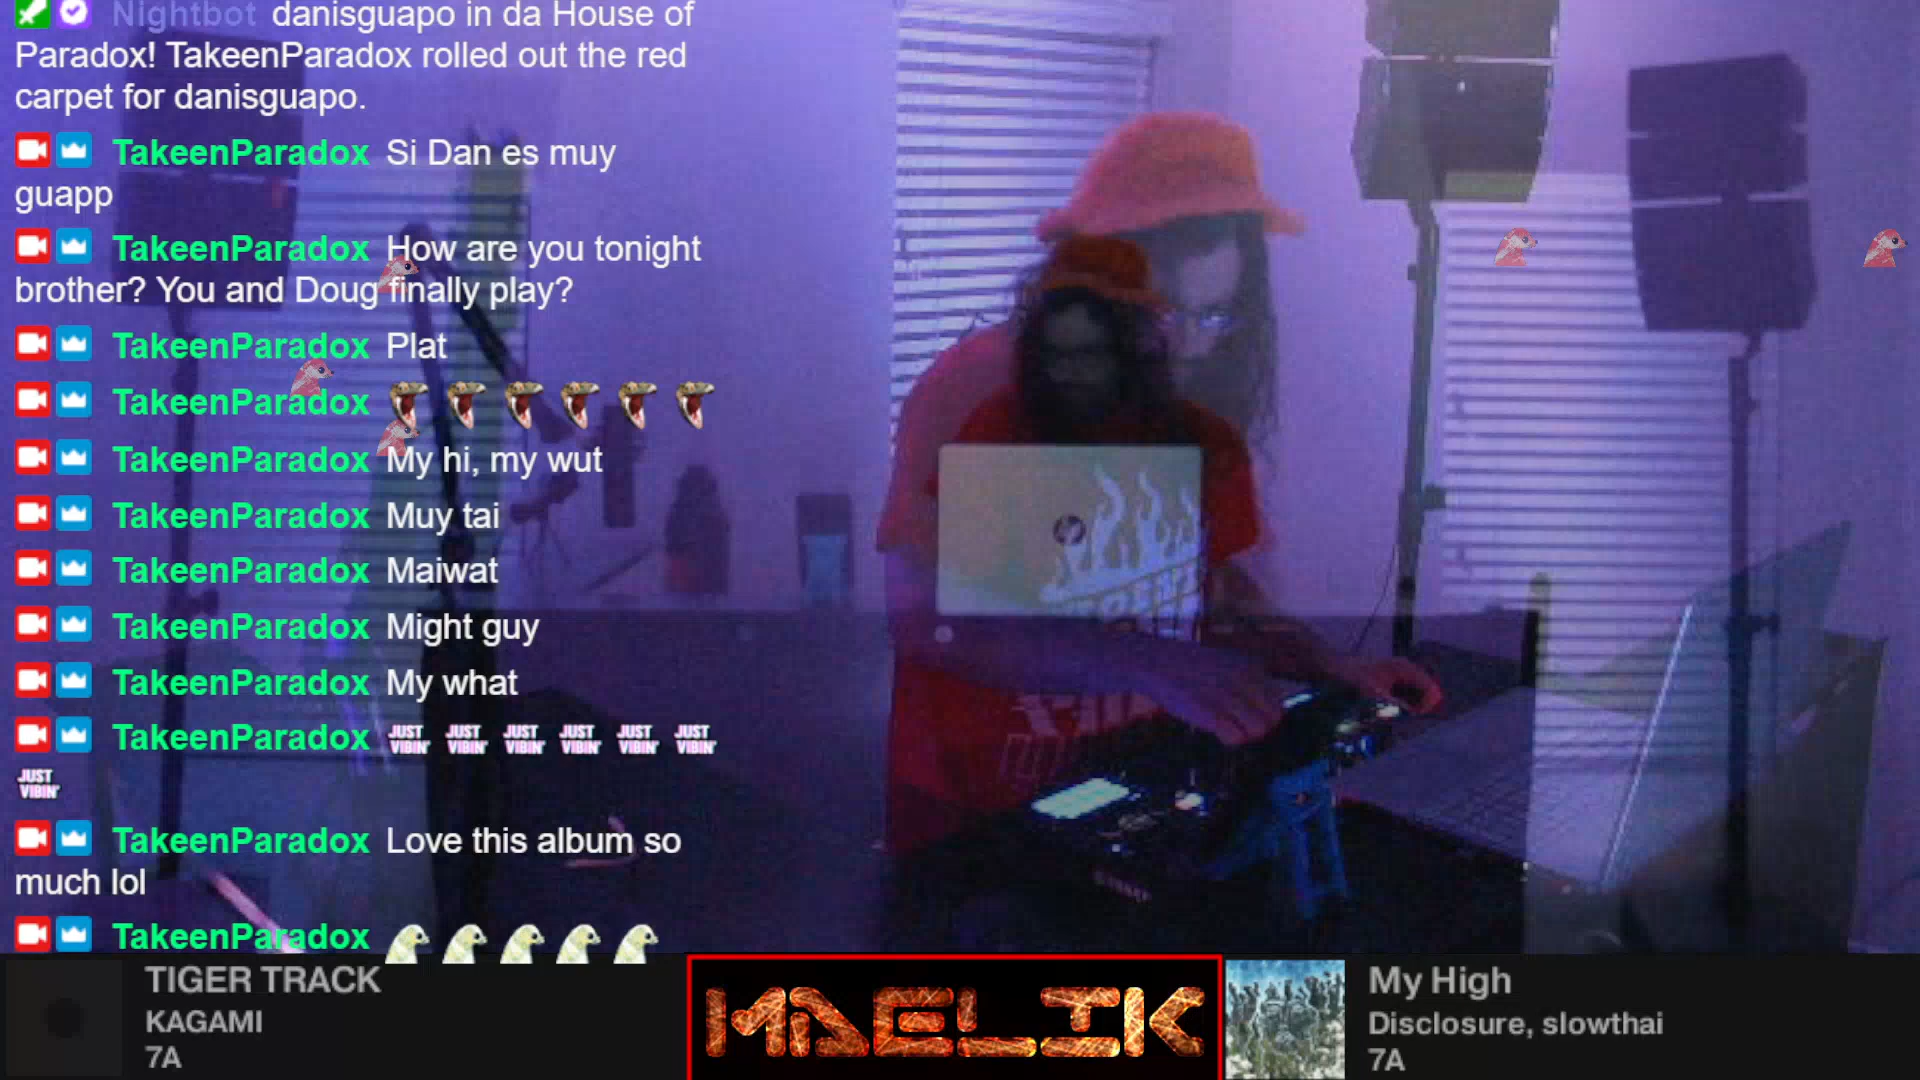 Nightbot danisguapo in da House of
Paradox! TakeenParadox rolled out the red
carpet for danisguapo.
TakeenParadox Si Dan es muy
guapp
TakeenParadox How are you tonight
brother? You and Doug finally play?
TakeenParadox Plat
TakeenParadox
TakeenParadox My hi, my wut
TakeenParadox Muy tai
TakeenParadox Maiwat
TakeenParadox Might guy
TakeenParadox My what
TakeenParadox JUST VIBIN' JUST VIBIN' JUST VIBIN' JUST VIBIN' JUST VIBIN' JUST VIBIN'
JUST VIBIN'
TakeenParadox Love this album so
much lol
TakeenParadox
TIGER TRACK
KAGAMI
7A
MAELIK
My High
Disclosure, slowthai
7A
hp